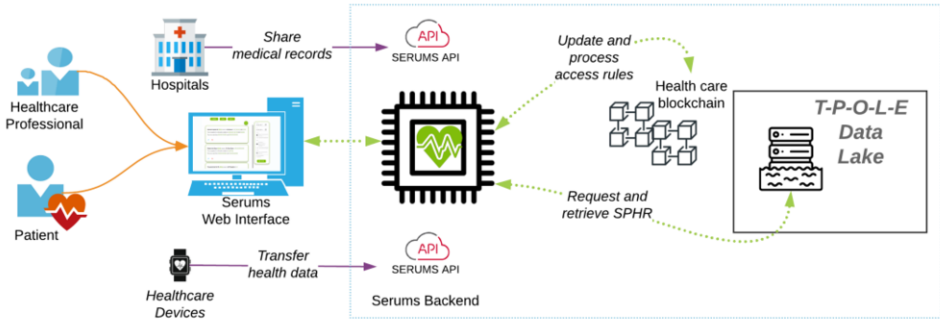 Hospitals
Share
medical records
API
SERUMS API
Update and
process
access rules
Health care
blockchain
T-P-O-L-E
Data
Lake
Healthcare
Professional
Patient
Serums
Web Interface
Request and
retrieve SPHR
Healthcare
Devices
Transfer
health data
API
SERUMS API
Serums Backend